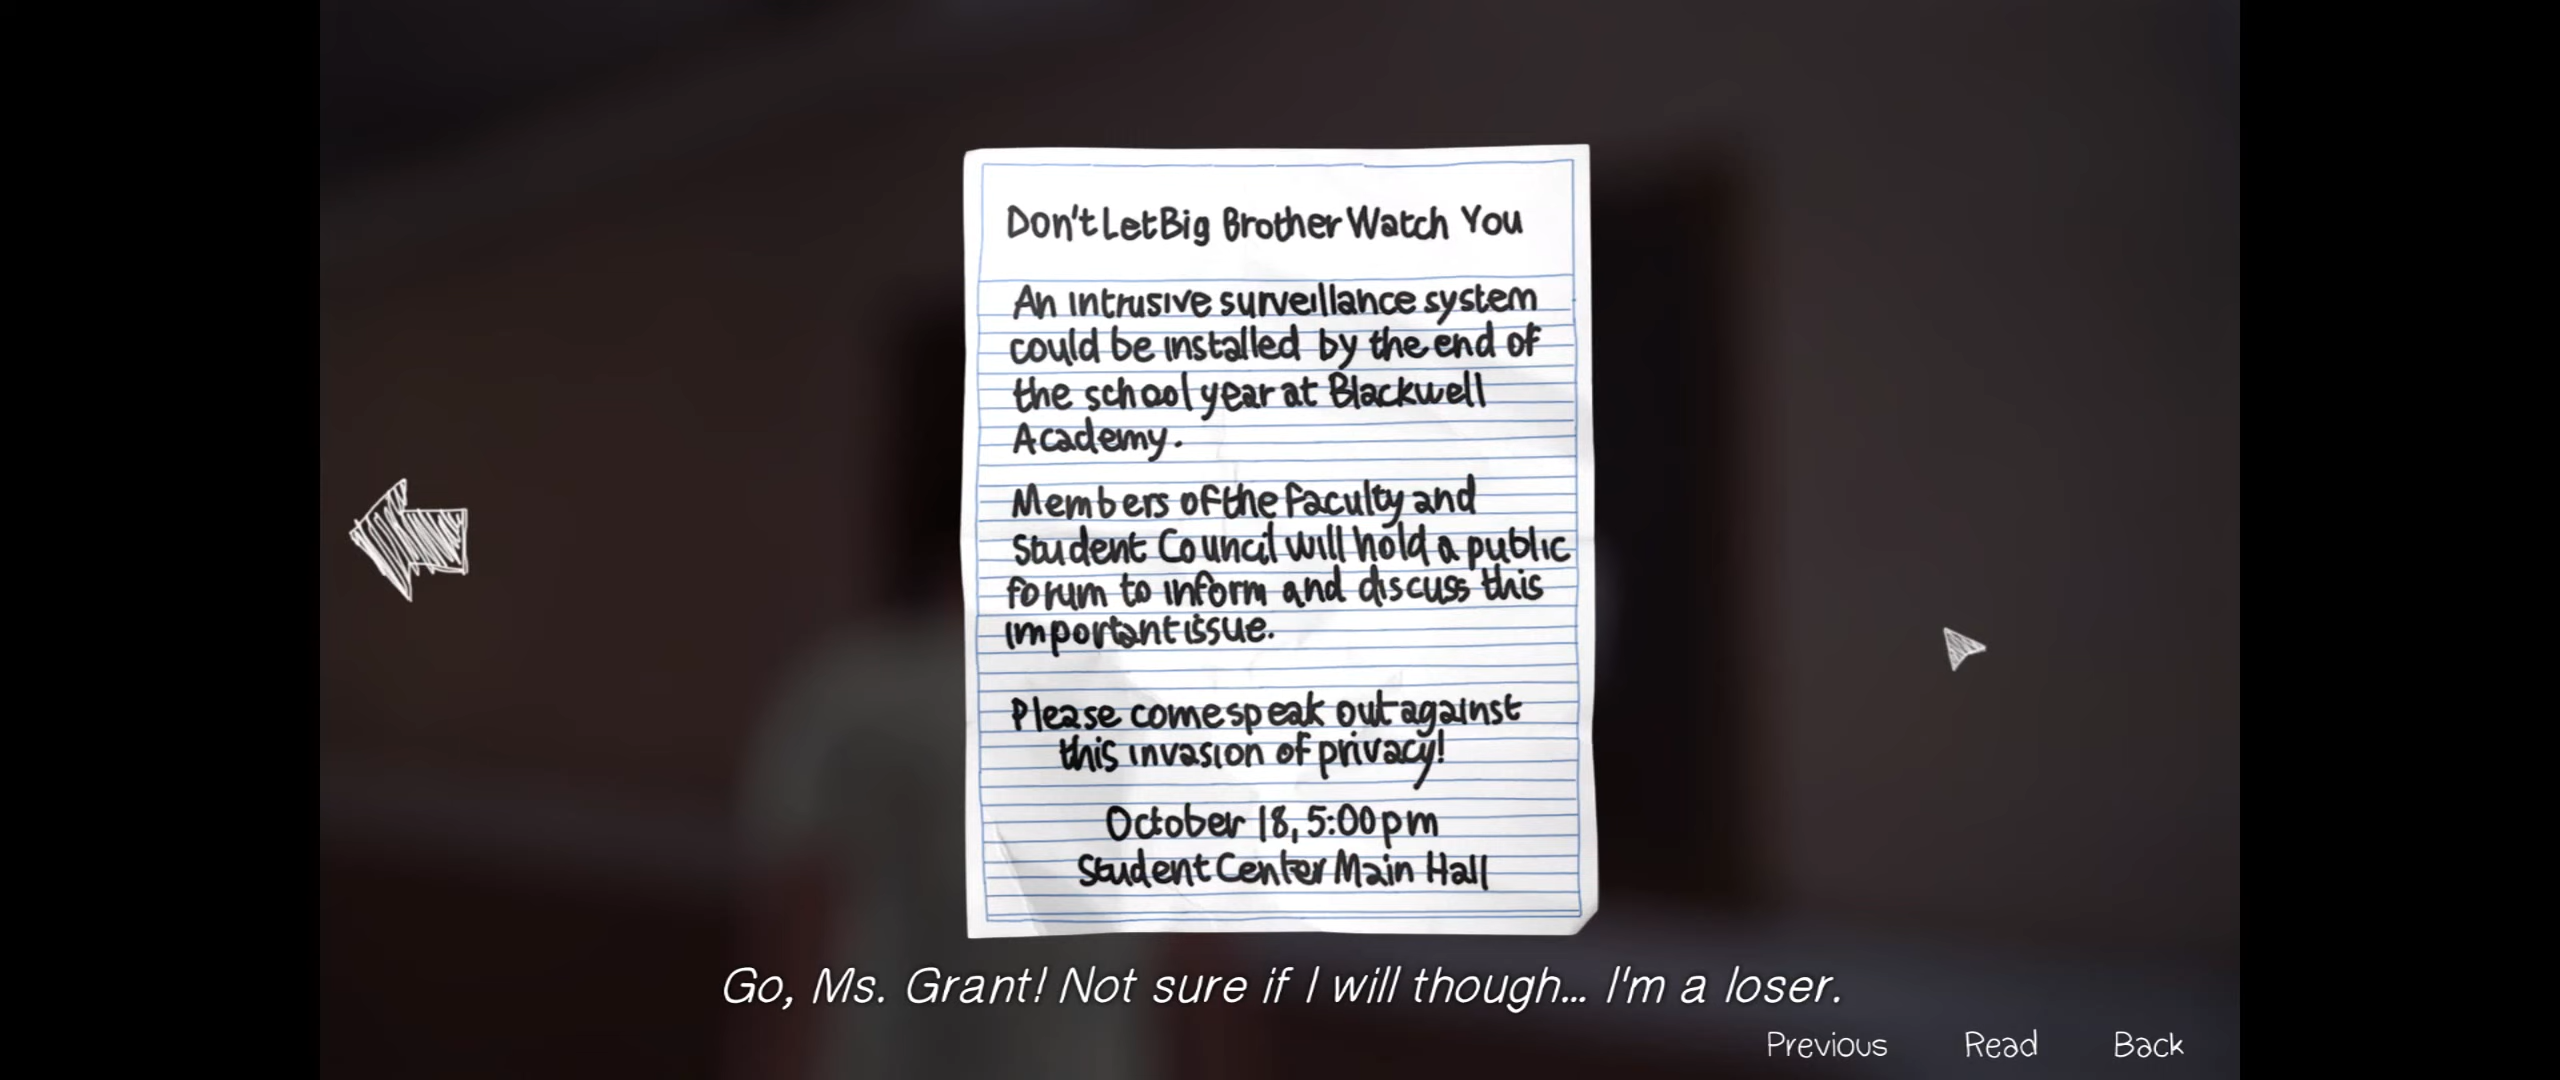 Don't Let Big Brother Watch You
An intrusive surveillance system
could be installed by the end of
the school year at Blackwell
Academy.
Members of the faculty and
Student Council will hold a public
forum to inform and discuss this
important issue.
Please come speak out against
this invasion of privacy!
October 18, 5:00pm
Student Center Main Hall
Go, Ms. Grant! Not sure if I will though... I'm a loser.
Previous Read Back